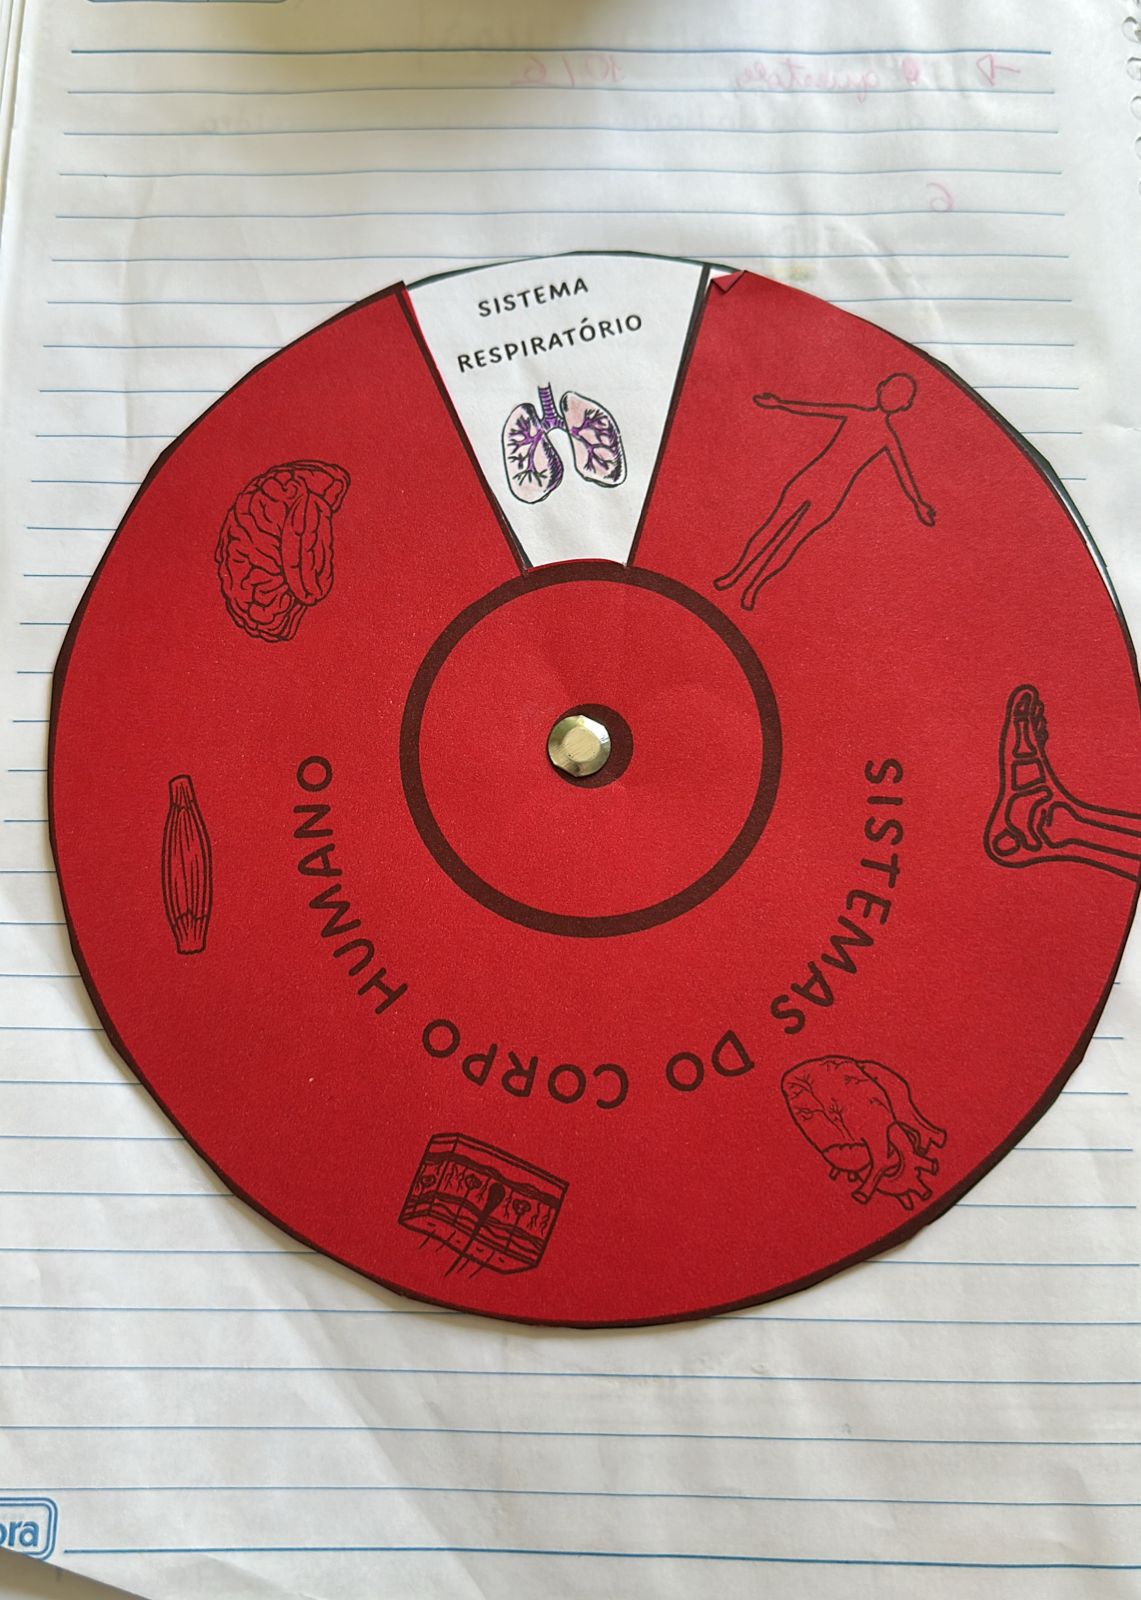 SISTEMA
RESPIRATÓRIO
SISTEMAS DO CORPO HUMANO